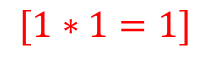 [1 * 1 = 1]